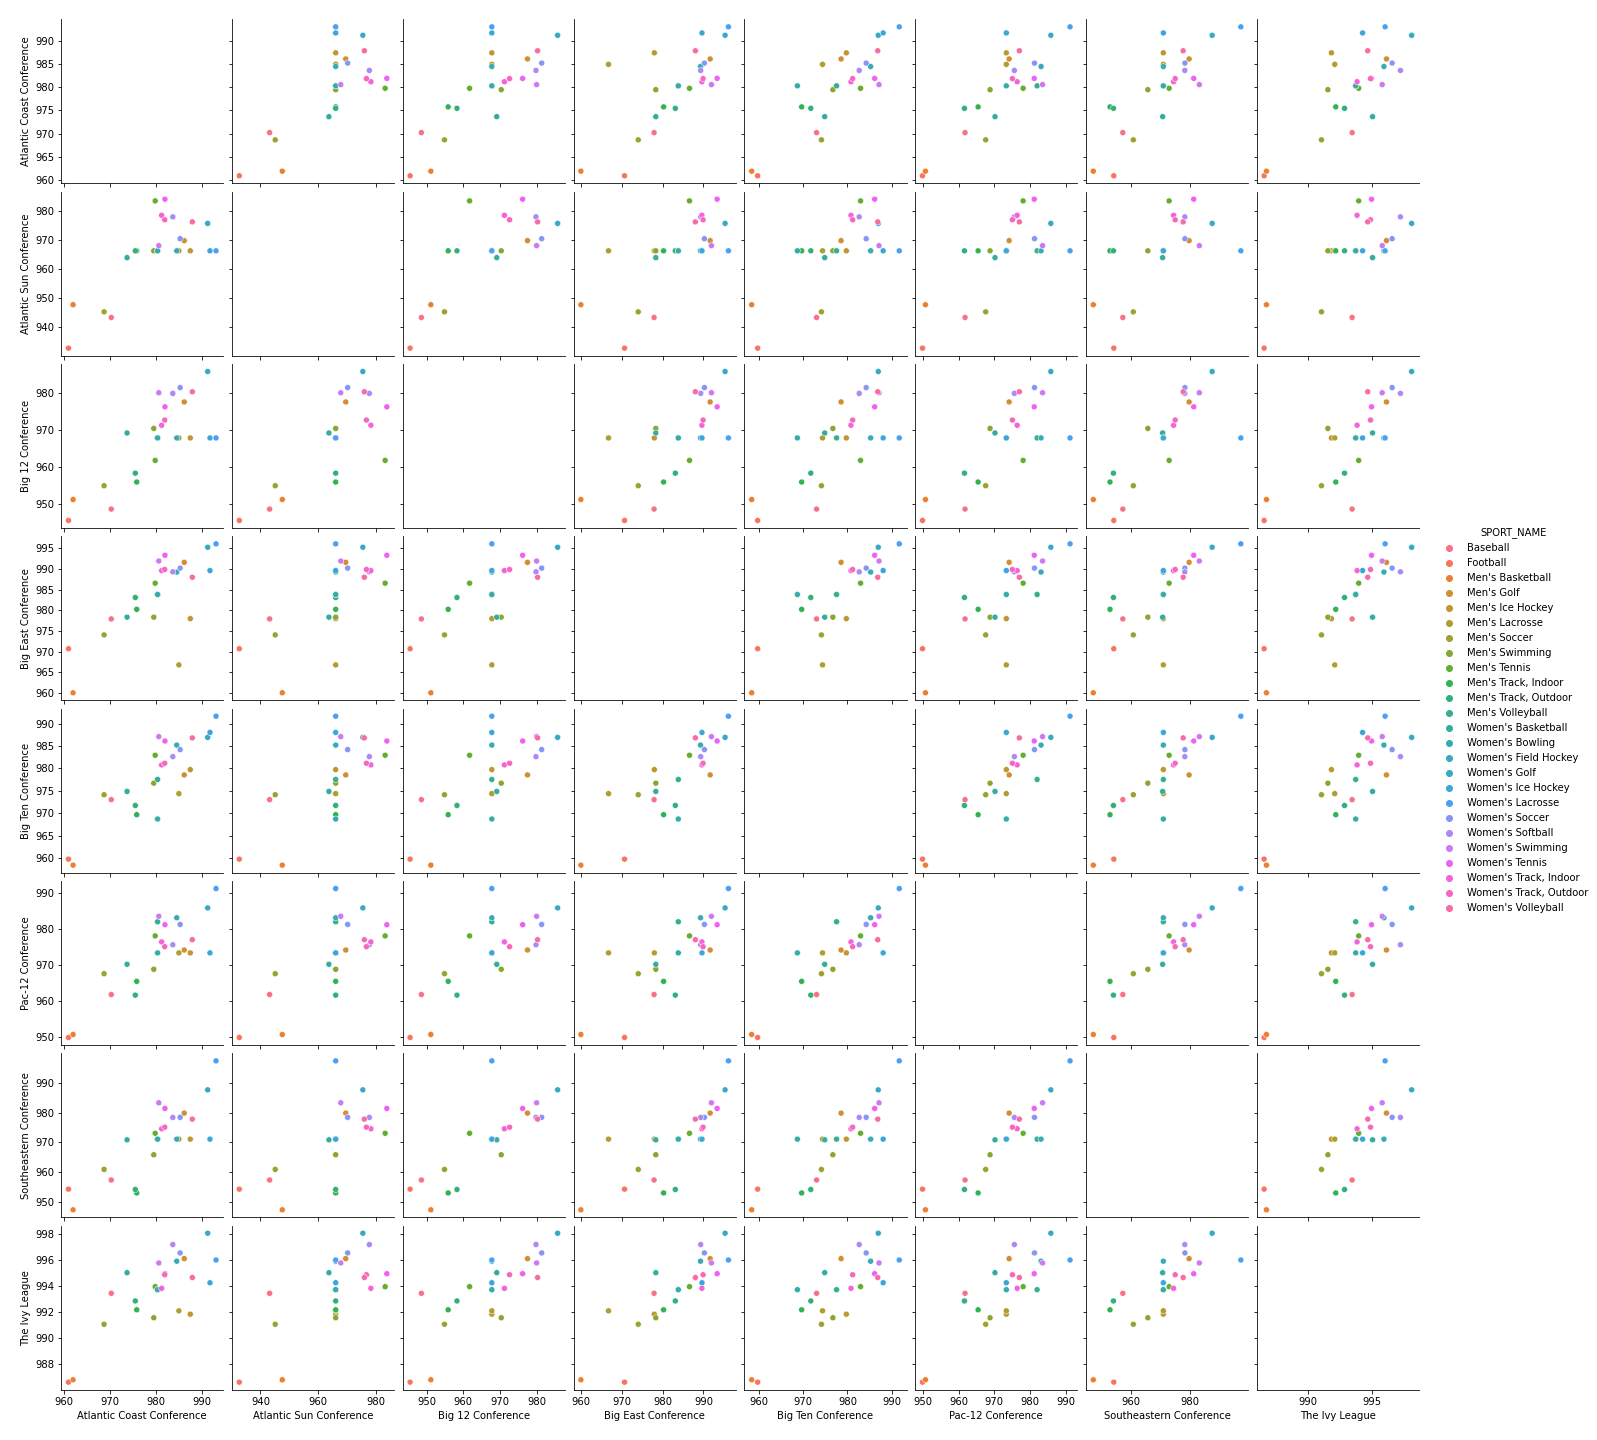 990
985
980
975
970
965
960
Atlantic Coast Conference
980
970
960
950
940
Atlantic Sun Conference
980
970
960
950
Big 12 Conference
995
990
985
980
975
970
965
960
Big East Conference
990
985
980
975
970
965
960
Big Ten Conference
990
980
970
960
950
Pac-12 Conference
990
980
970
960
950
Southeastern Conference
998
996
994
992
990
988
The Ivy League
960 970 980 990
Atlantic Coast Conference
940 960 980
Atlantic Sun Conference
950 960 970 980
Big 12 Conference
960 970 980 990
Big East Conference
960 970 980 990
Big Ten Conference
950 960 970 980 990
Pac-12 Conference
960 980
Southeastern Conference
990 995
The Ivy League
SPORT_NAME
Baseball
Football
Men's Basketball
Men's Golf
Men's Ice Hockey
Men's Lacrosse
Men's Soccer
Men's Swimming
Men's Tennis
Men's Track, Indoor
Men's Track, Outdoor
Men's Volleyball
Women's Basketball
Women's Bowling
Women's Field Hockey
Women's Golf
Women's Ice Hockey
Women's Lacrosse
Women's Soccer
Women's Softball
Women's Swimming
Women's Tennis
Women's Track, Indoor
Women's Track, Outdoor
Women's Volleyball